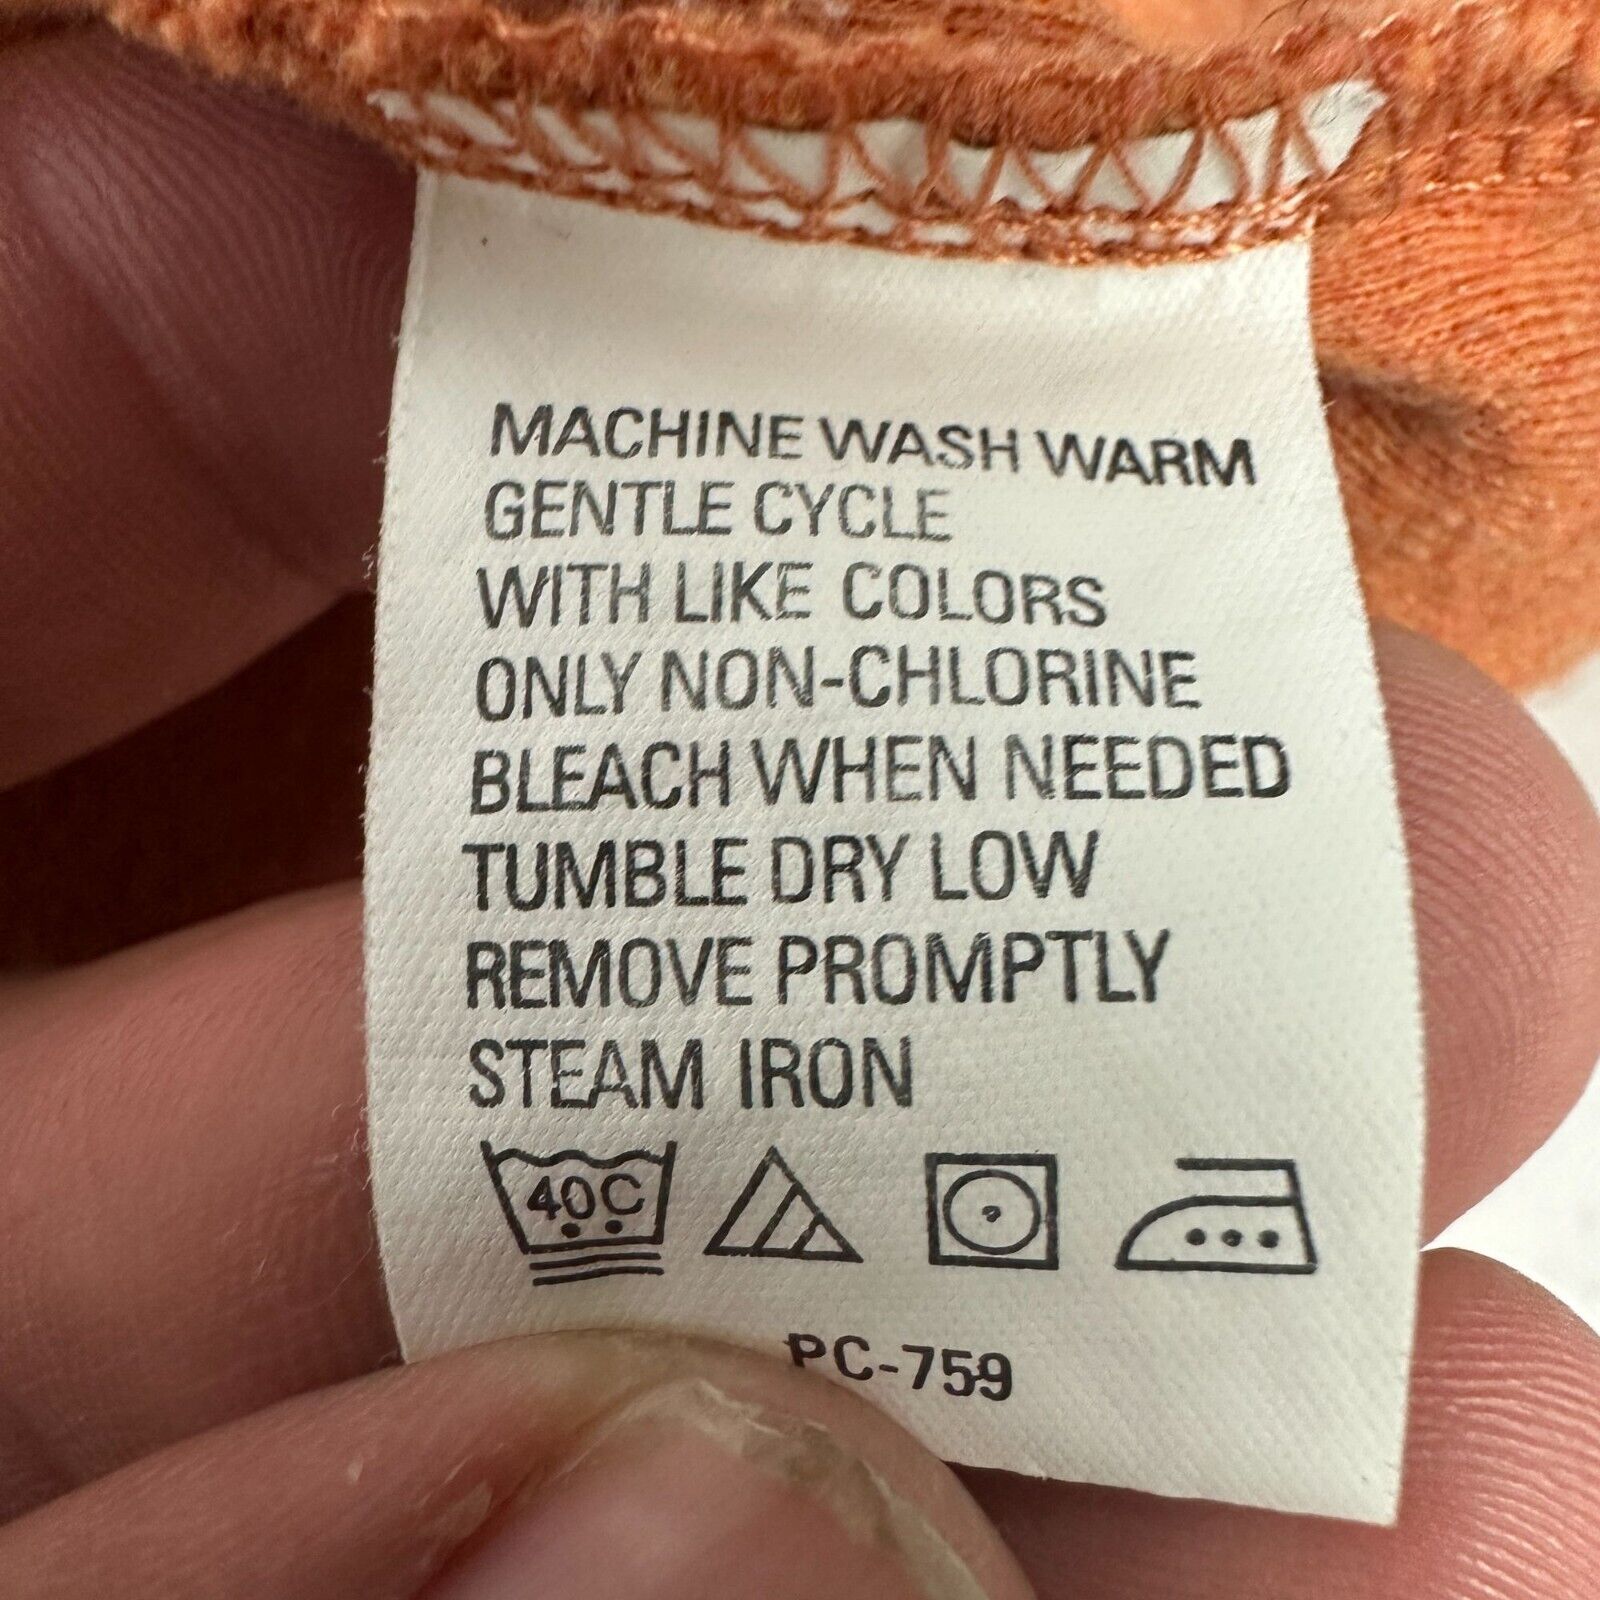 MACHINE WASH WARM
GENTLE CYCLE
WITH LIKE COLORS
ONLY NON-CHLORINE
BLEACH WHEN NEEDED
TUMBLE DRY LOW
REMOVE PROMPTLY
STEAM IRON
40C
PC-759